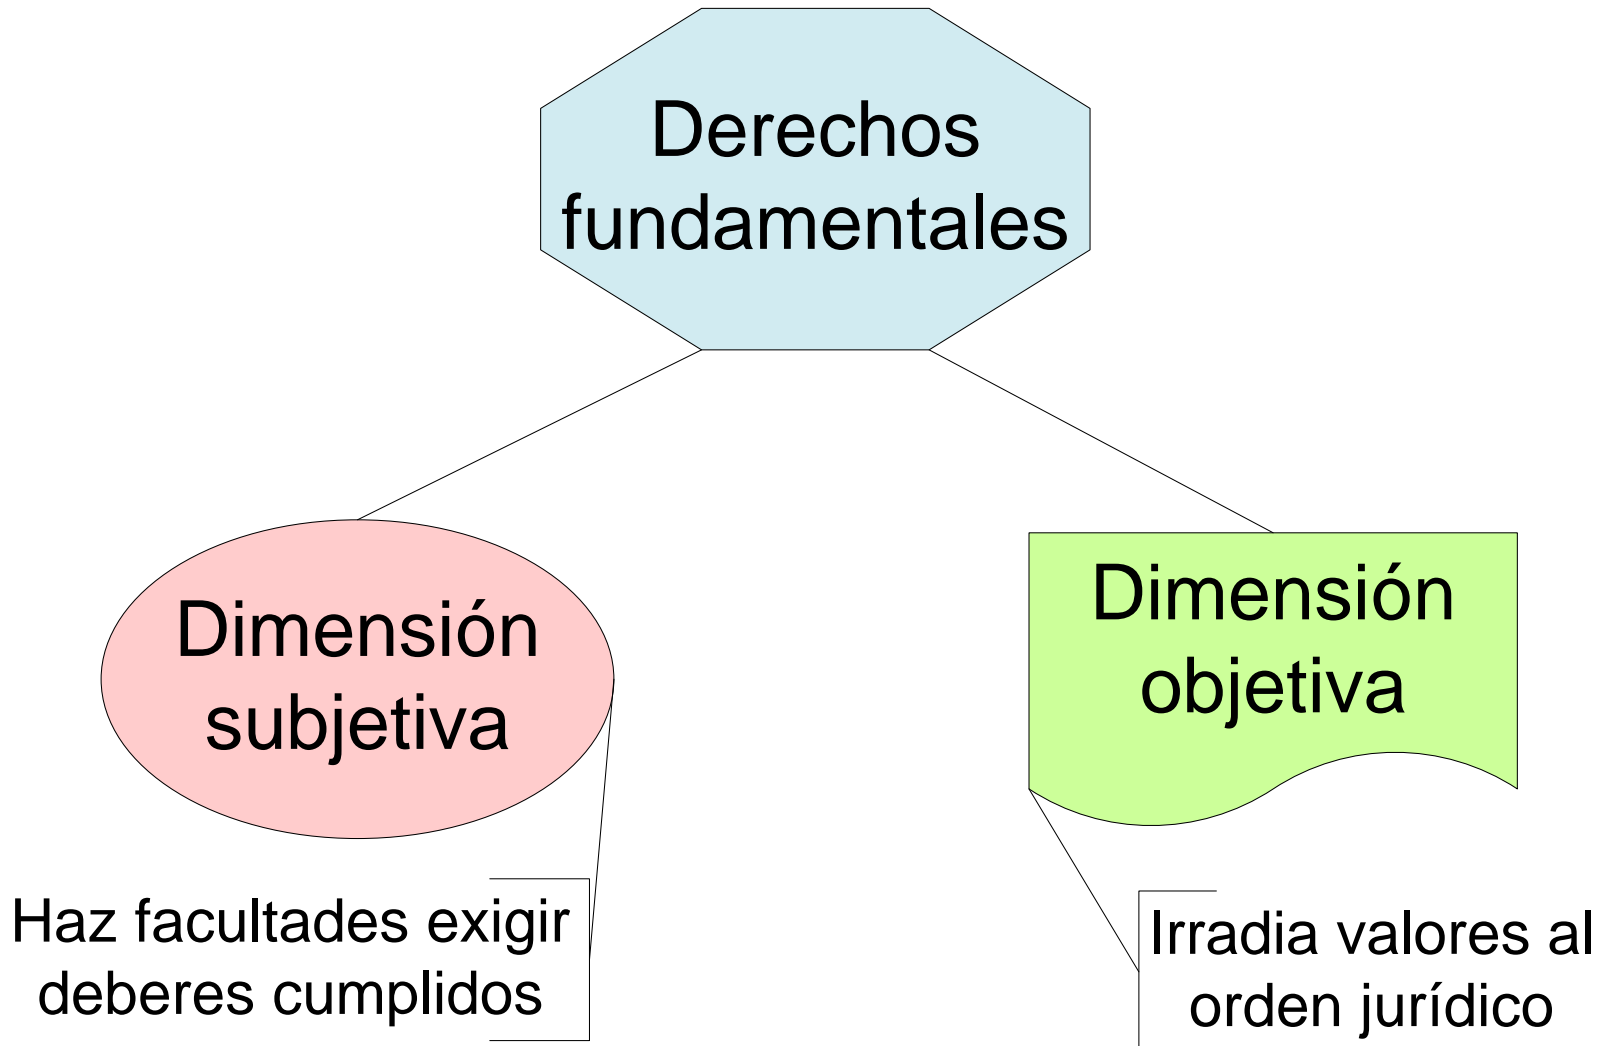 Derechos
fundamentales
Dimensión
subjetiva
Dimensión
objetiva
Haz facultades exigir
deberes cumplidos
Irradia valores al
orden jurídico